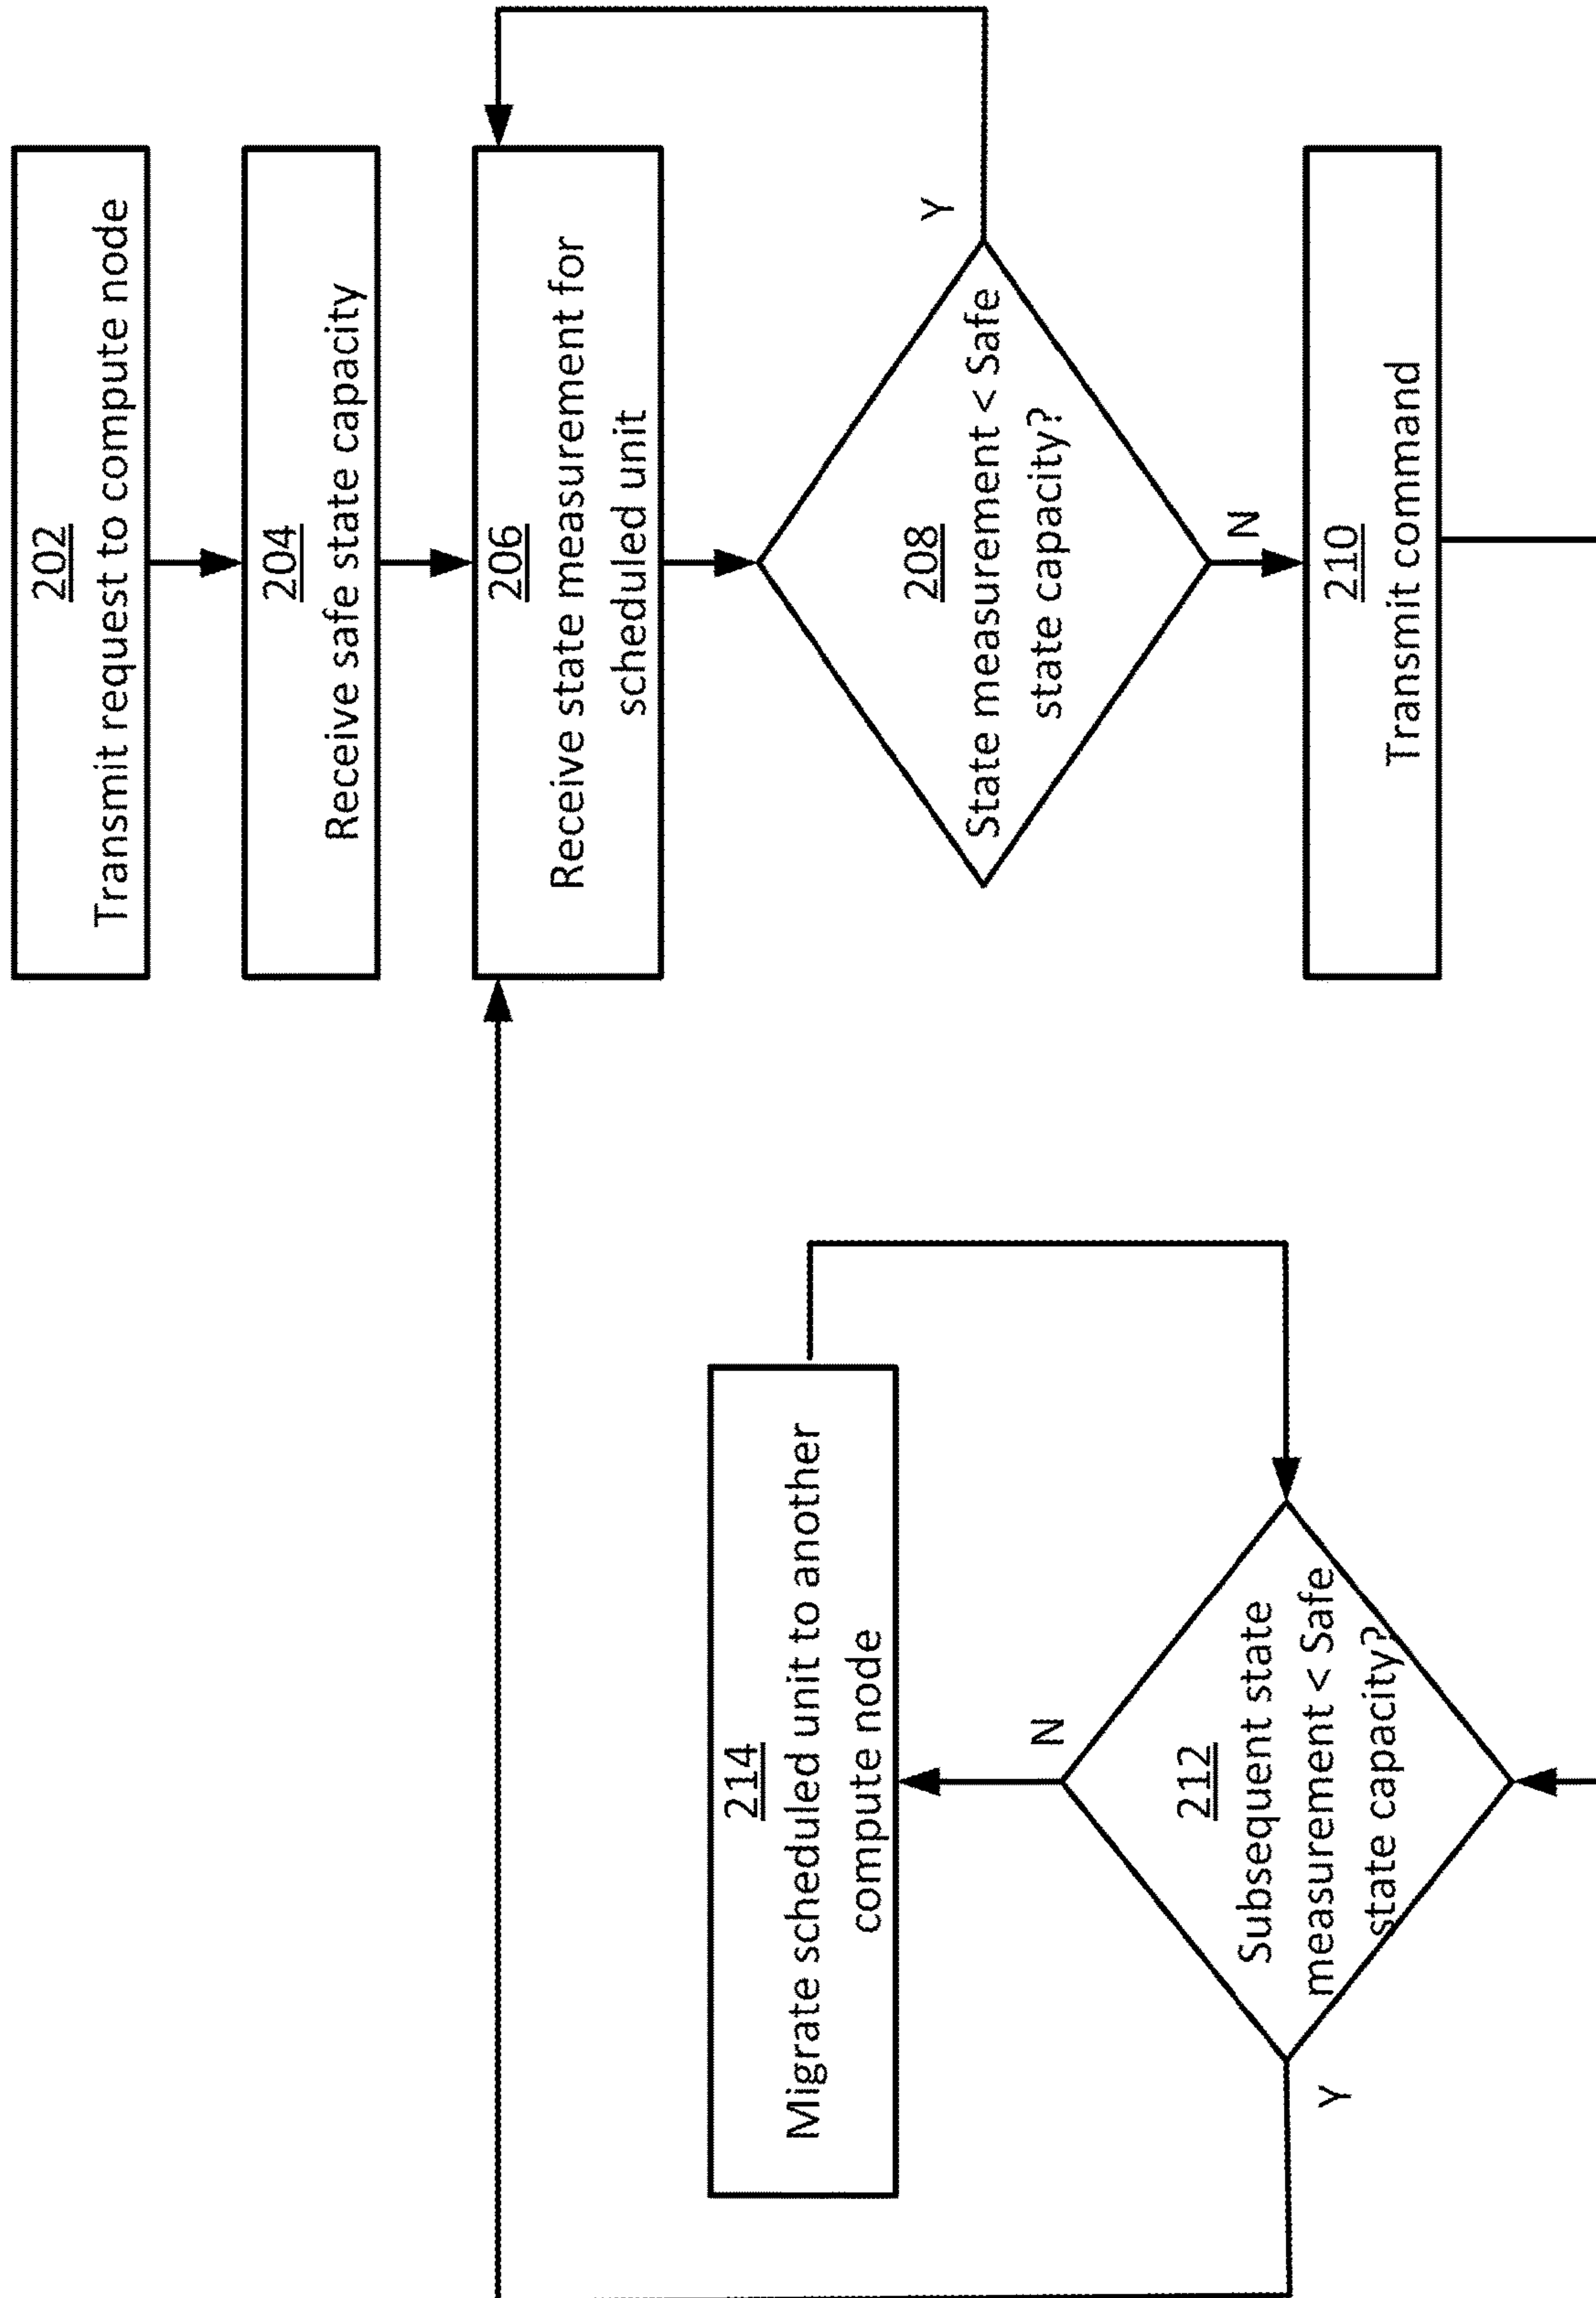 202
Transmit request to compute node
204
Receive safe state capacity
206
Receive state measurement for
scheduled unit
208
State measurement < Safe
state capacity?
Y
N
210
Transmit command
212
Subsequent state
measurement < Safe
state capacity?
Y
N
214
Migrate scheduled unit to another
compute node